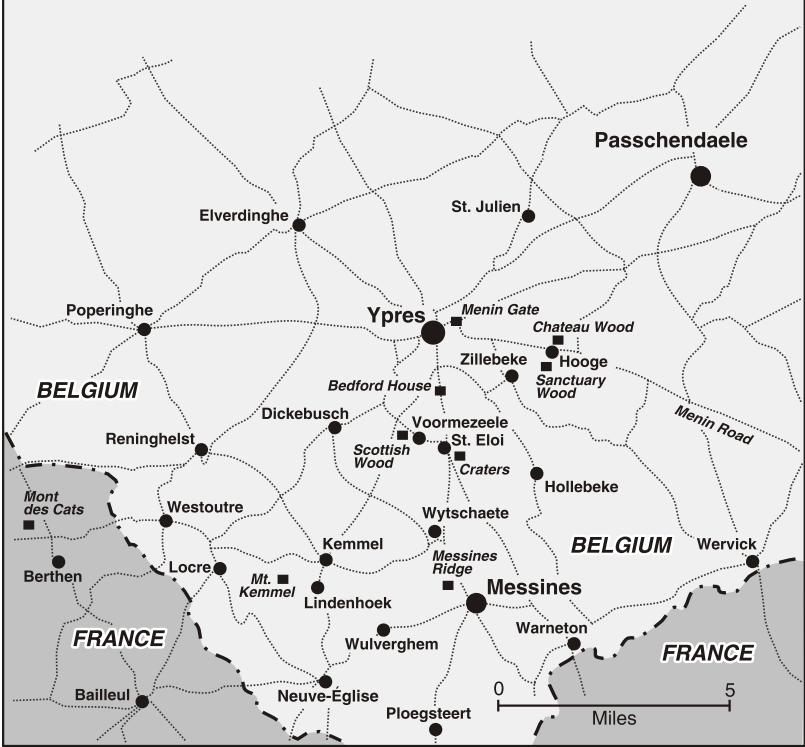 Passchendaele
St. Julien
Elverdinghe
Poperinghe
Ypres
Menin Gate
Chateau Wood
Zillebeke
Hooge
Sanctuary
Wood
BELGIUM
Bedford House
Dickebusch
Voormezeele
Menin Road
Reninghelst
Scottish
Wood
St. Eloi
Craters
Hollebeke
Mont
des Cats
Westoutre
Wytschaete
Kemmel
BELGIUM
Wervick
Berthen
Locre
Mt.
Kemmel
Messines
Ridge
Lindenhoek
Messines
FRANCE
Wulverghem
Warneton
FRANCE
Bailleul
Neuve-Église
Ploegsteert
0 5
Miles